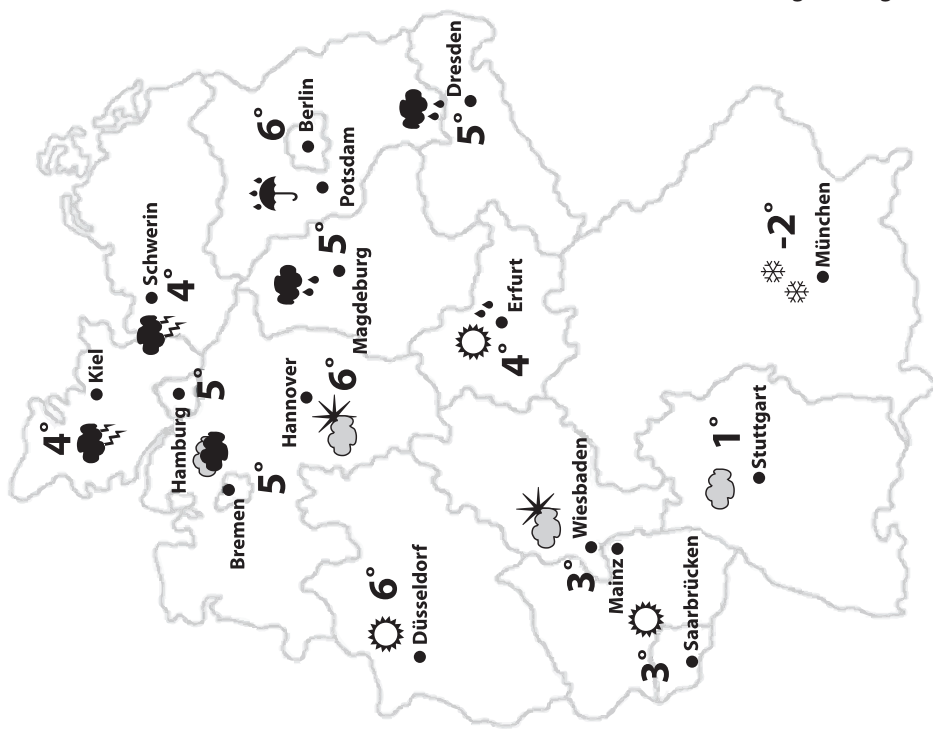 4°
Kiel
Schwerin
4°
Hamburg
5°
Bremen
5°
6°
Berlin
Potsdam
Hannover
6°
5°
Magdeburg
6°
Düsseldorf
Dresden
5°
4°
Erfurt
Wiesbaden
3°
Mainz
3°
Saarbrücken
1°
Stuttgart
-2°
München